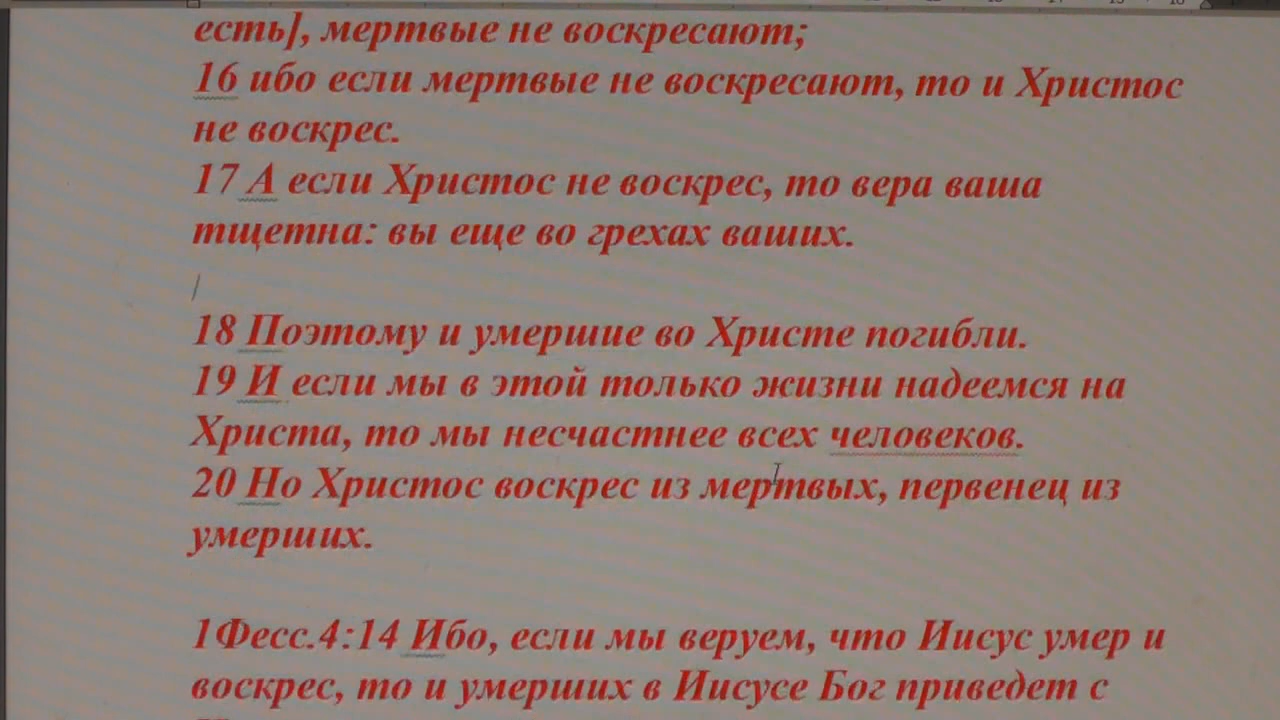 есть], мертвые не воскресают;
16 ибо если мертвые не воскресают, то и Христос
не воскрес.
17 А если Христос не воскрес, то вера ваша
тщетна: вы еще во грехах ваших.
/
18 Поэтому и умершие во Христе погибли.
19 И если мы в этой только жизни надеемся на
Христа, то мы несчастнее всех человеков.
20 Но Христос воскрес из мертвых, первенец из
умерших.
1Фесс.4:14 Ибо, если мы веруем, что Иисус умер и
воскрес, то и умерших в Иисусе Бог приведет с